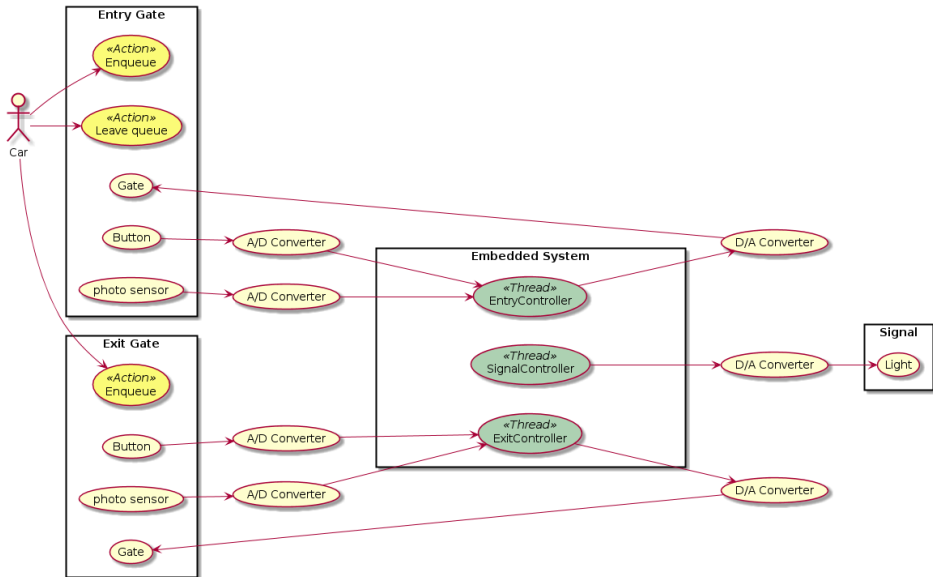 Entry Gate
«Action»
Enqueue
«Action»
Leave queue
Car
Gate
Button
photo sensor
A/D Converter
A/D Converter
Embedded System
«Thread»
EntryController
«Thread»
SignalController
«Thread»
ExitController
D/A Converter
D/A Converter
D/A Converter
Signal
Light
Exit Gate
«Action»
Enqueue
Button
photo sensor
Gate
A/D Converter
A/D Converter